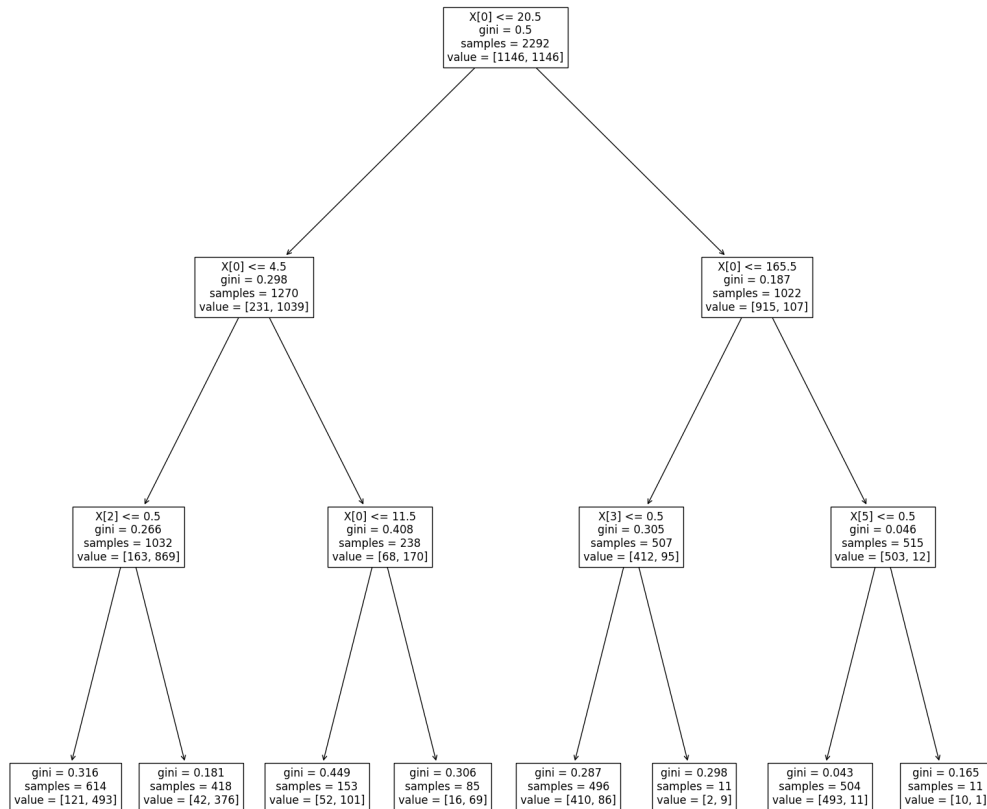 X[0] <= 20.5
gini = 0.5
samples = 2292
value = [1146, 1146]
X[0] <= 4.5
gini = 0.298
samples = 1270
value = [231, 1039]
X[0] <= 165.5
gini = 0.187
samples = 1022
value = [915, 107]
X[2] <= 0.5
gini = 0.266
samples = 1032
value = [163, 869]
X[0] <= 11.5
gini = 0.408
samples = 238
value = [68, 170]
X[3] <= 0.5
gini = 0.305
samples = 507
value = [412, 95]
X[5] <= 0.5
gini = 0.046
samples = 515
value = [503, 12]
gini = 0.316
samples = 614
value = [121, 493]
gini = 0.181
samples = 418
value = [42, 376]
gini = 0.449
samples = 153
value = [52, 101]
gini = 0.306
samples = 85
value = [16, 69]
gini = 0.287
samples = 496
value = [410, 86]
gini = 0.298
samples = 11
value = [2, 9]
gini = 0.043
samples = 504
value = [493, 11]
gini = 0.165
samples = 11
value = [10, 1]